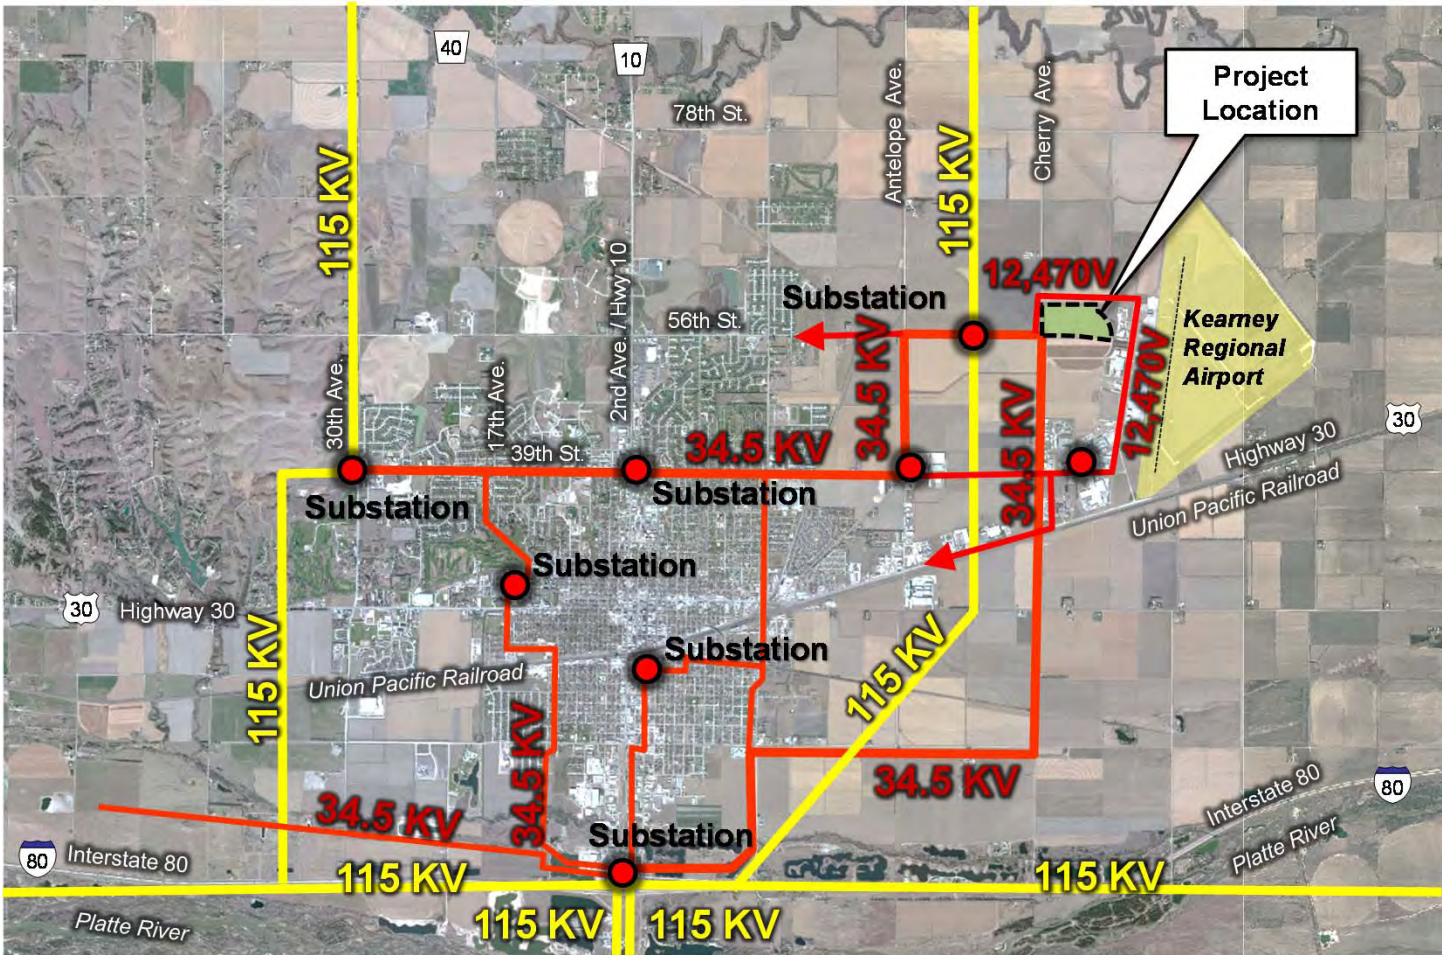 40
10
Project
Location
78th St.
Antelope Ave.
Cherry Ave.
115 KV
115 KV
2nd Ave. / Hwy 10
12,470V
Substation
56th St.
Kearney
Regional
Airport
34.5 KV
34.5 KV
12,470V
30th Ave.
17th Ave.
39th St.
34.5 KV
30
Highway 30
Union Pacific Railroad
Substation
Substation
Substation
30
Highway 30
Substation
115 KV
Union Pacific Railroad
115 KV
34.5 KV
34.5 KV
34.5 KV
Interstate 80
80
Platte River
Substation
80
Interstate 80
115 KV
115 KV
Platte River
115 KV
115 KV